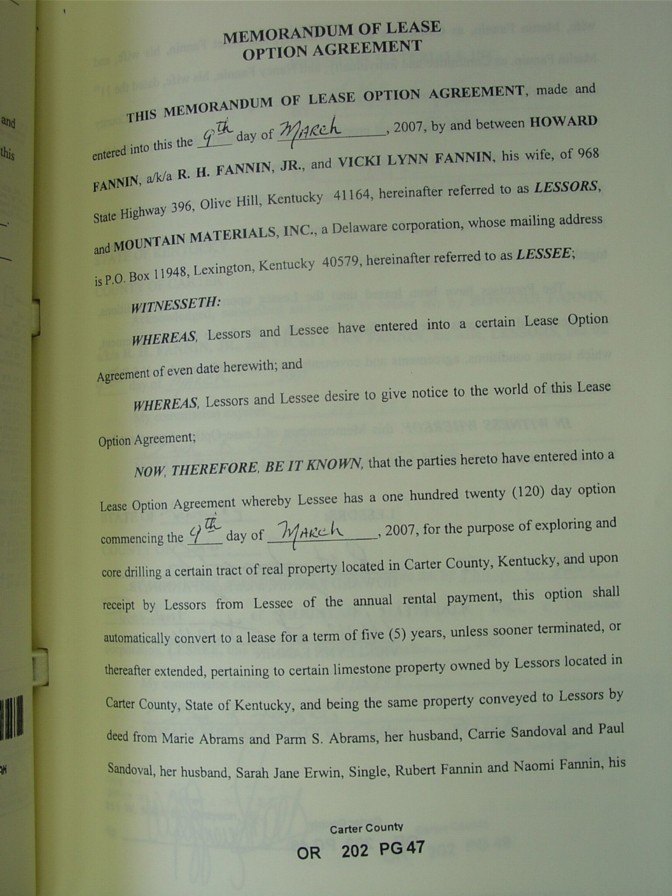 MEMORANDUM OF LEASE
OPTION AGREEMENT
THIS MEMORANDUM OF LEASE OPTION AGREEMENT, made and
entered into this the 9th day of MARch, 2007, by and between HOWARD
FANNIN, a/k/a R. H. FANNIN, JR., and VICKI LYNN FANNIN, his wife, of 968
State Highway 396, Olive Hill, Kentucky 41164, hereinafter referred to as LESSORS,
and MOUNTAIN MATERIALS, INC., a Delaware corporation, whose mailing address
is P.O. Box 11948, Lexington, Kentucky 40579, hereinafter referred to as LESSEE;
WITNESSETH:
WHEREAS, Lessors and Lessee have entered into a certain Lease Option
Agreement of even date herewith; and
WHEREAS, Lessors and Lessee desire to give notice to the world of this Lease
Option Agreement;
NOW, THEREFORE, BE IT KNOWN, that the parties hereto have entered into a
Lease Option Agreement whereby Lessee has a one hundred twenty (120) day option
commencing the 9th day of MARch, 2007, for the purpose of exploring and
core drilling a certain tract of real property located in Carter County, Kentucky, and upon
receipt by Lessors from Lessee of the annual rental payment, this option shall
automatically convert to a lease for a term of five (5) years, unless sooner terminated, or
thereafter extended, pertaining to certain limestone property owned by Lessors located in
Carter County, State of Kentucky, and being the same property conveyed to Lessors by
deed from Marie Abrams and Parm S. Abrams, her husband, Carrie Sandoval and Paul
Sandoval, her husband, Sarah Jane Erwin, Single, Rubert Fannin and Naomi Fannin, his
Carter County
OR 202 PG 47
and
this